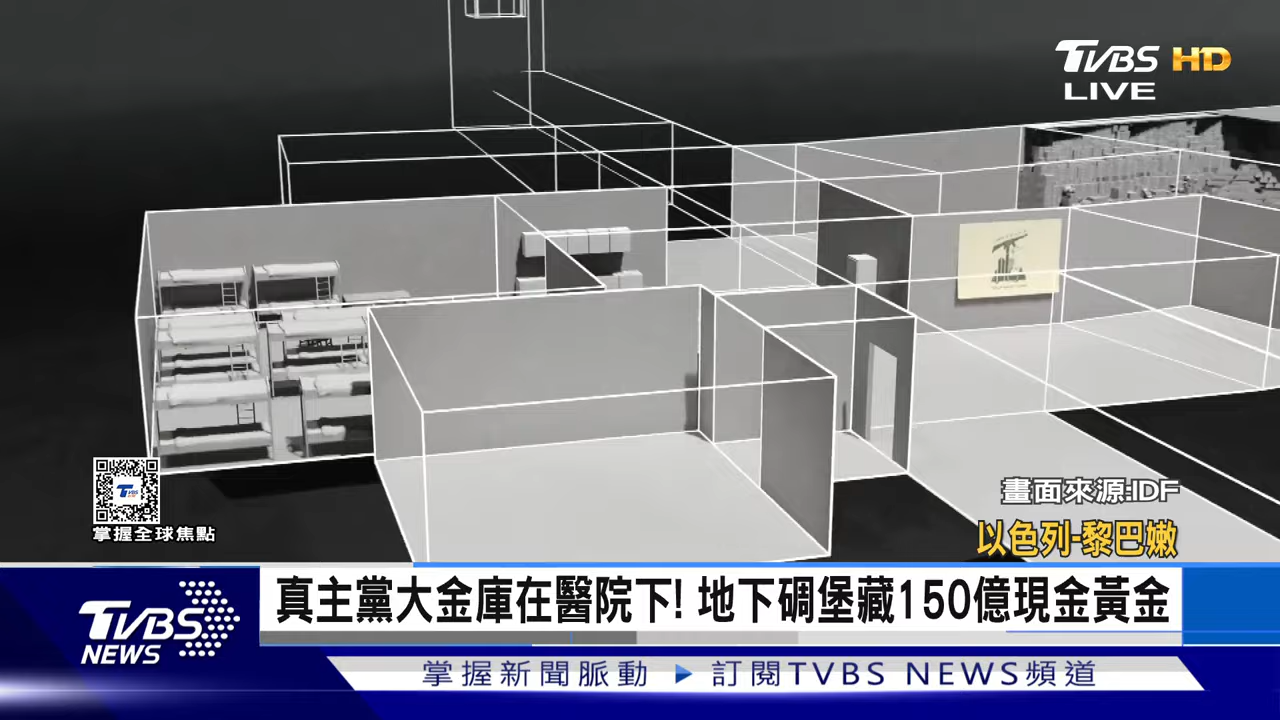 TVBS HD
LIVE
畫面來源:IDF
以色列-黎巴嫩
TVBS
掌握全球焦點
真主黨大金庫在醫院下! 地下碉堡藏150億現金黃金
TVBS
NEWS
掌握新聞脈動 ▶ 訂閱TVBS NEWS頻道